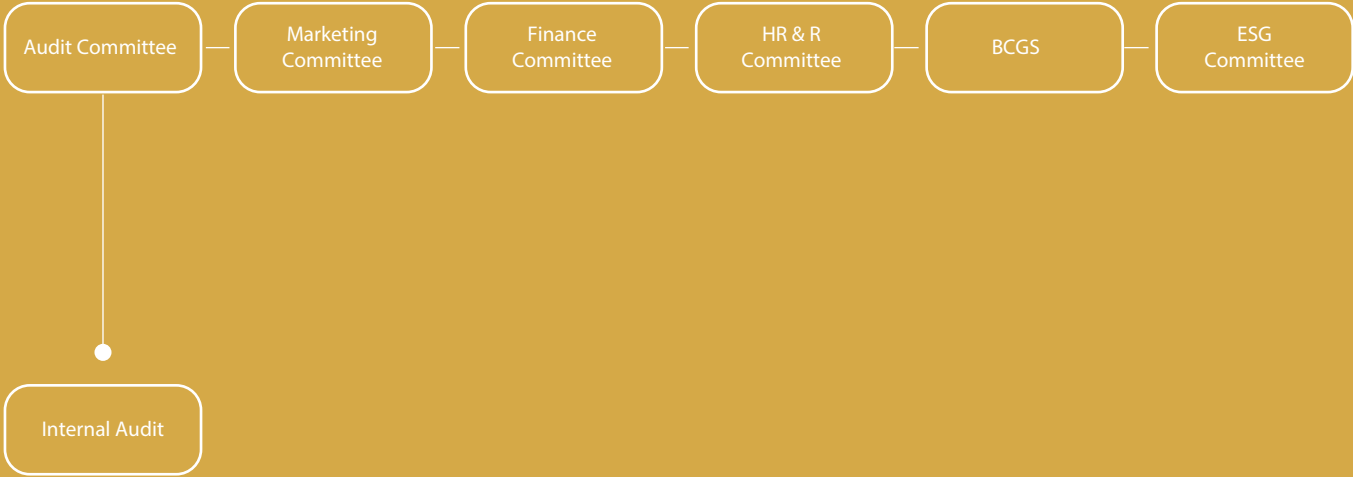 Audit Committee
Marketing
Committee
Finance
Committee
HR & R
Committee
BCGS
ESG
Committee
Internal Audit